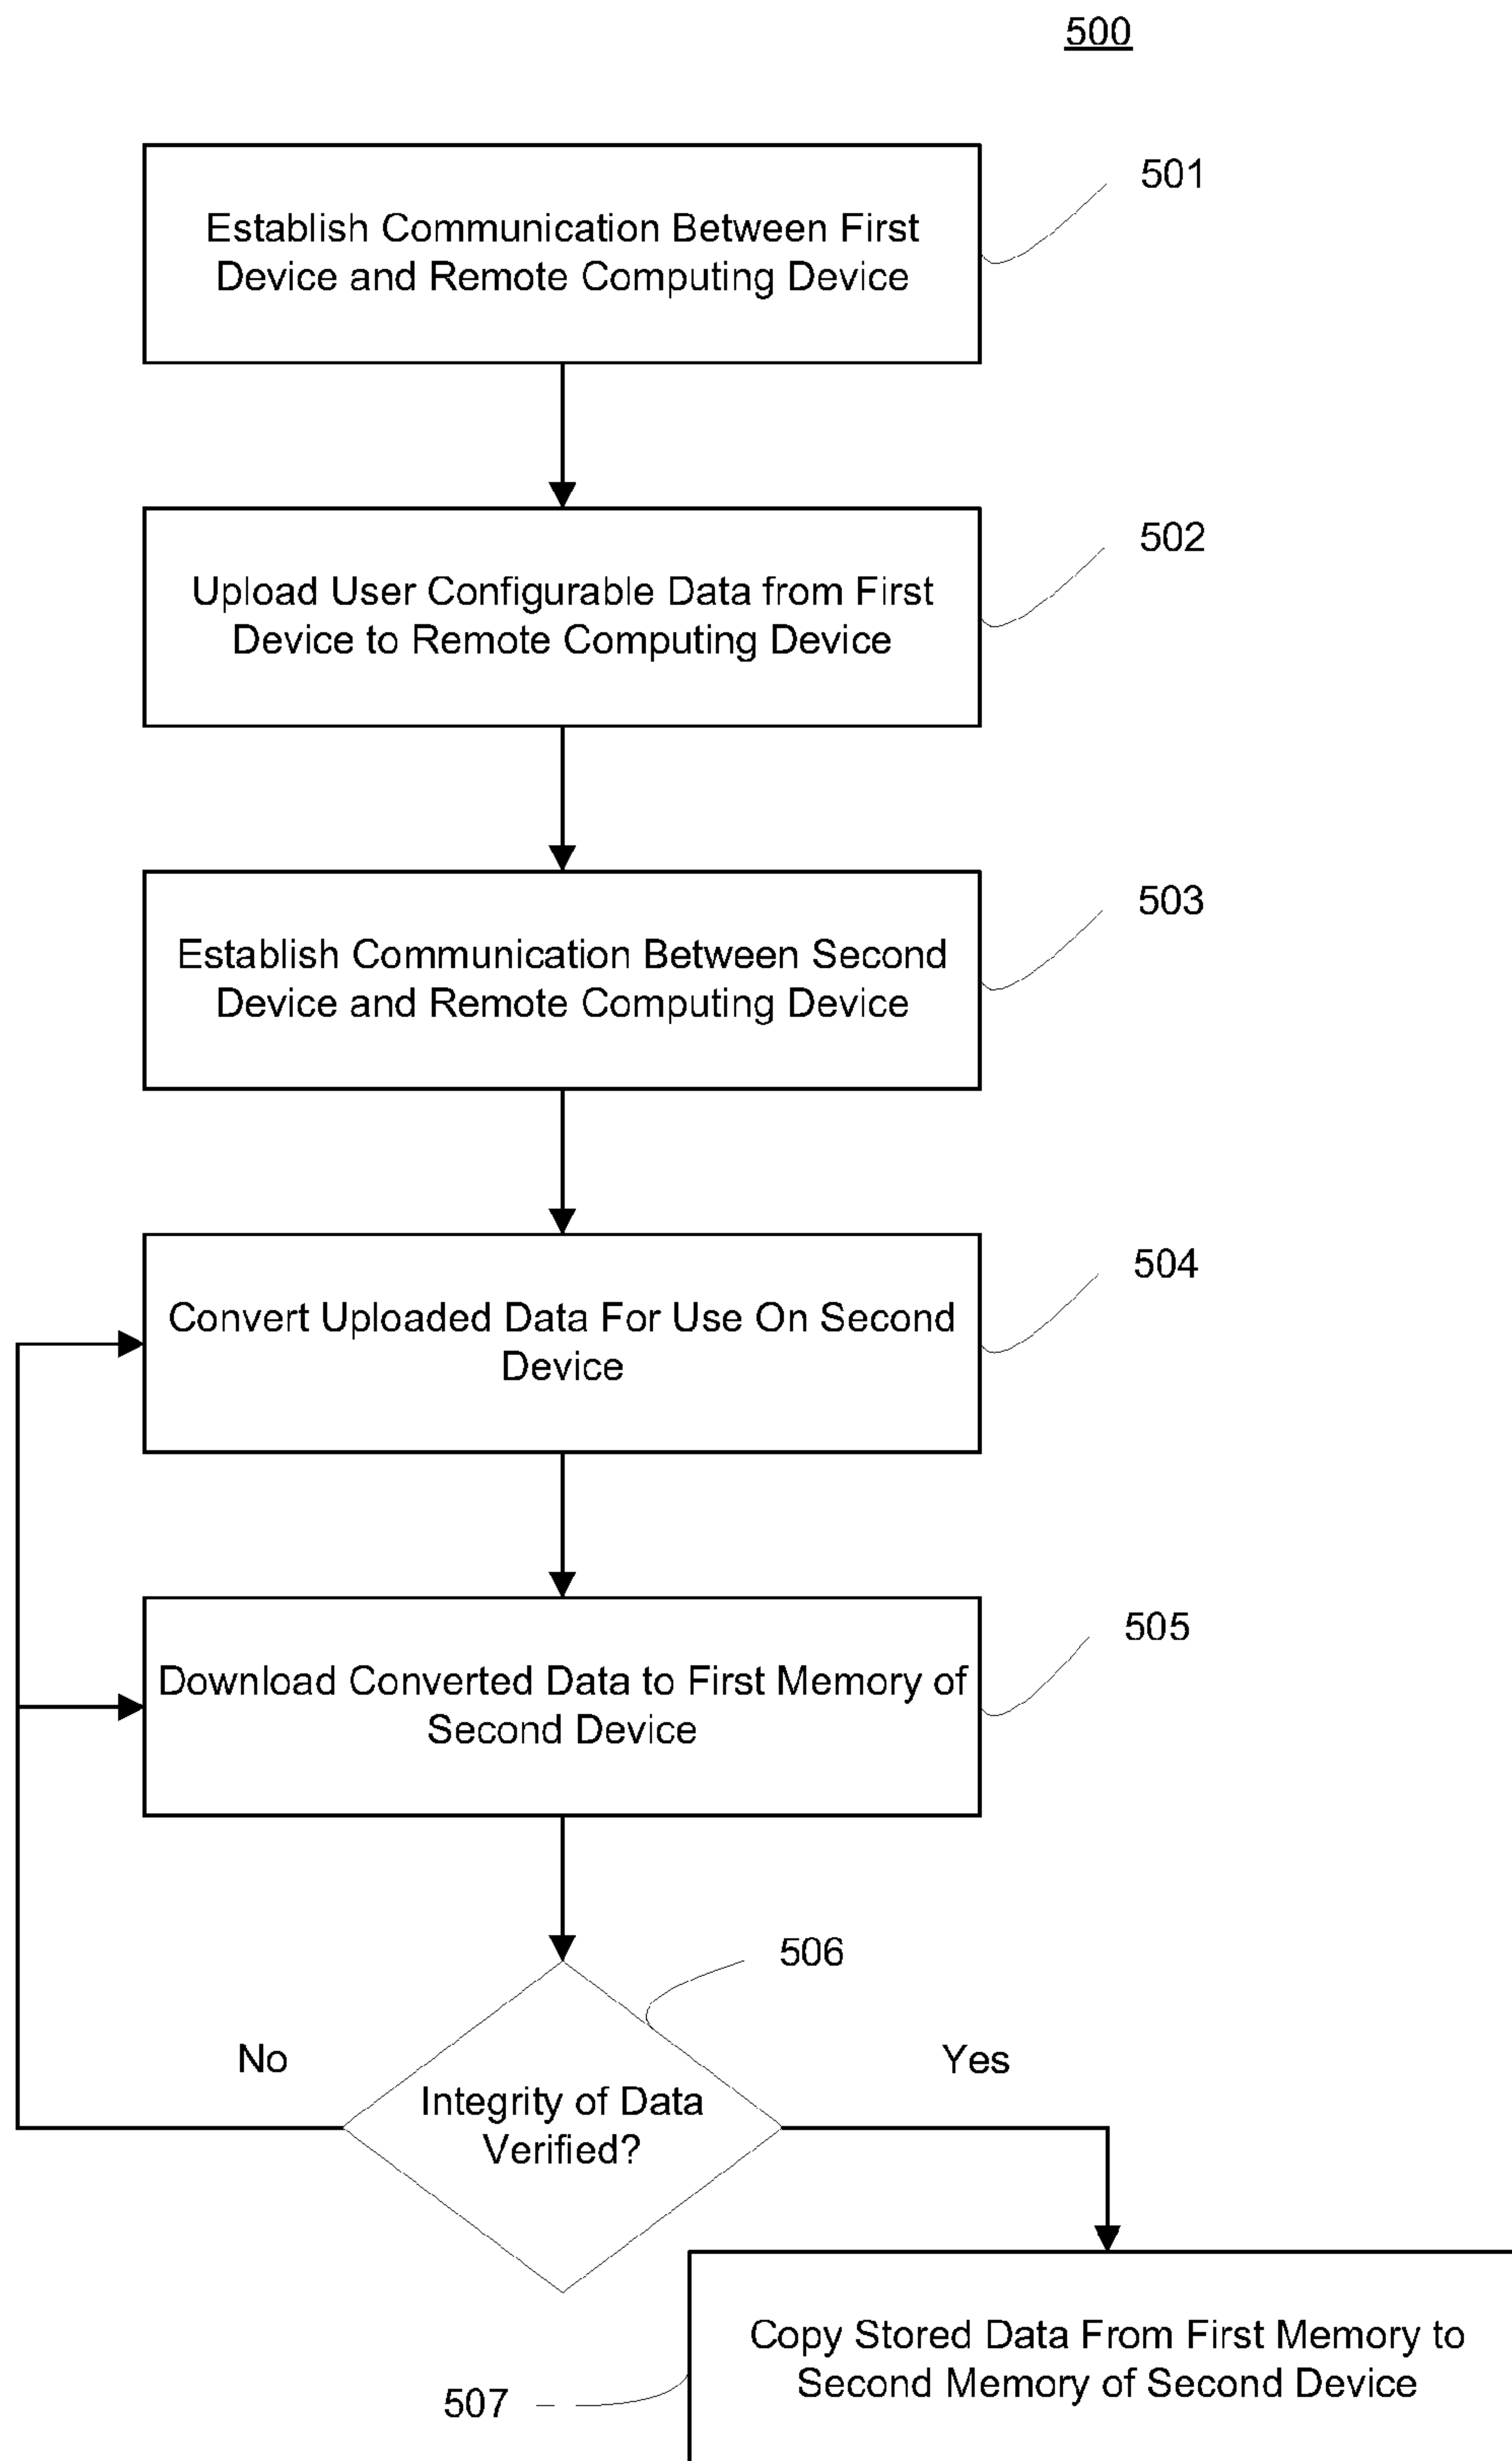 500
501
Establish Communication Between First
Device and Remote Computing Device
502
Upload User Configurable Data from First
Device to Remote Computing Device
503
Establish Communication Between Second
Device and Remote Computing Device
504
Convert Uploaded Data For Use On Second
Device
505
Download Converted Data to First Memory of
Second Device
506
No
Yes
Integrity of Data
Verified?
Copy Stored Data From First Memory to
Second Memory of Second Device
507